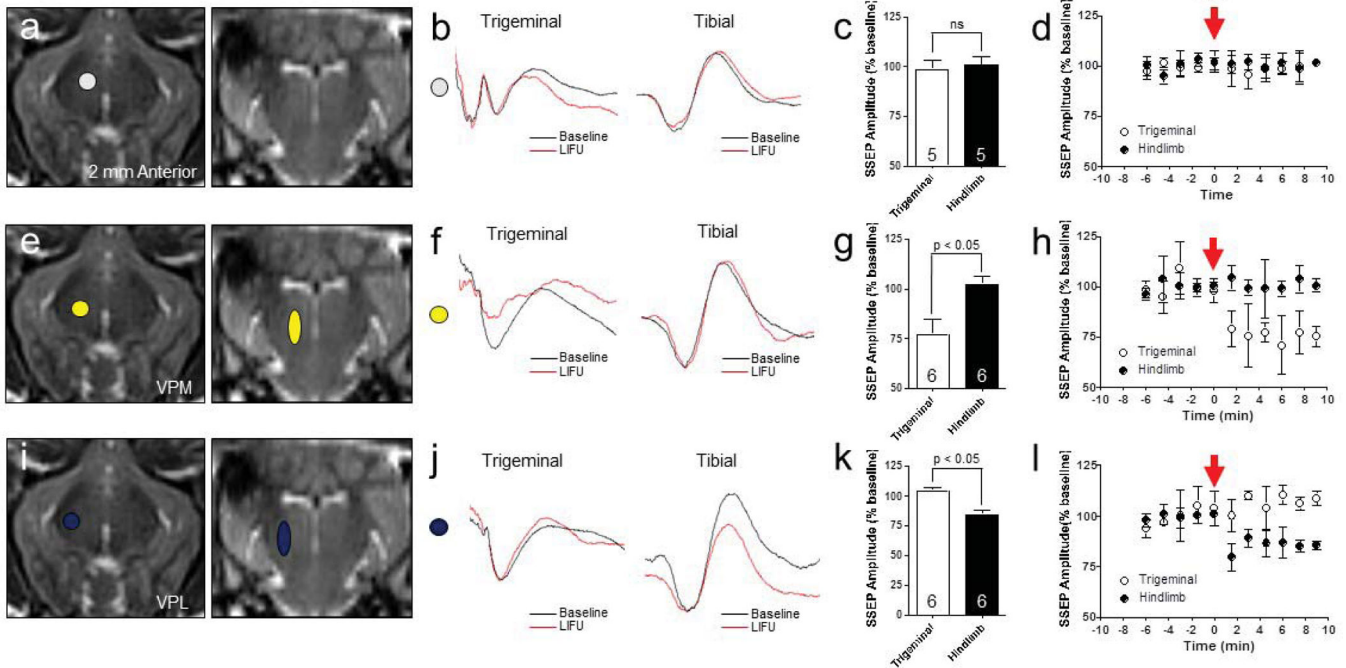 a
2 mm Anterior
b
Trigeminal
Tibial
Baseline
LIFU
Baseline
LIFU
c
SSEP Amplitude (% baseline)
125
100
75
50
ns
5
5
Trigeminal
Hindlimb
d
SSEP Amplitude (% baseline)
125
100
75
50
Trigeminal
Hindlimb
-10 -8 -6 -4 -2 0 2 4 6 8 10
Time
e
VPM
f
Trigeminal
Tibial
Baseline
LIFU
Baseline
LIFU
g
SSEP Amplitude (% baseline)
125
100
75
50
p < 0.05
6
6
Trigeminal
Hindlimb
h
SSEP Amplitude (% baseline)
125
100
75
50
Trigeminal
Hindlimb
-10 -8 -6 -4 -2 0 2 4 6 8 10
Time (min)
i
VPL
j
Trigeminal
Tibial
Baseline
LIFU
Baseline
LIFU
k
SSEP Amplitude (% baseline)
125
100
75
50
25
0
p < 0.05
6
6
Trigeminal
Hindlimb
l
SSEP Amplitude(% baseline)
125
100
75
50
Trigeminal
Hindlimb
-10 -8 -6 -4 -2 0 2 4 6 8 10
Time (min)